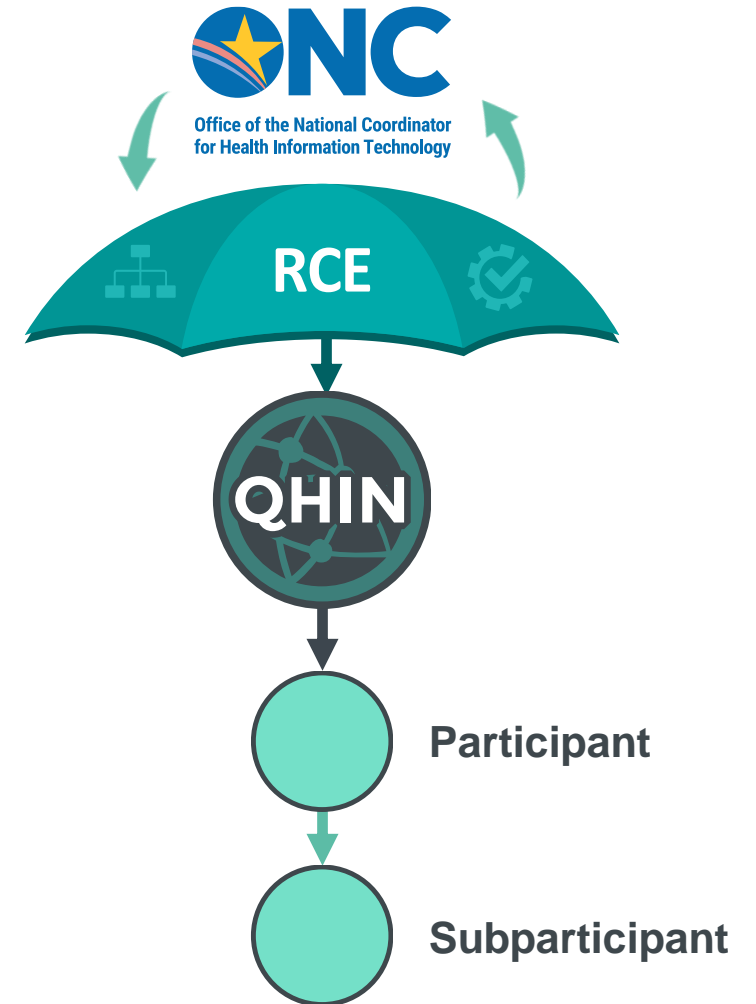 ONC
Office of the National Coordinator
for Health Information Technology
RCE
QHIN
Participant
Subparticipant